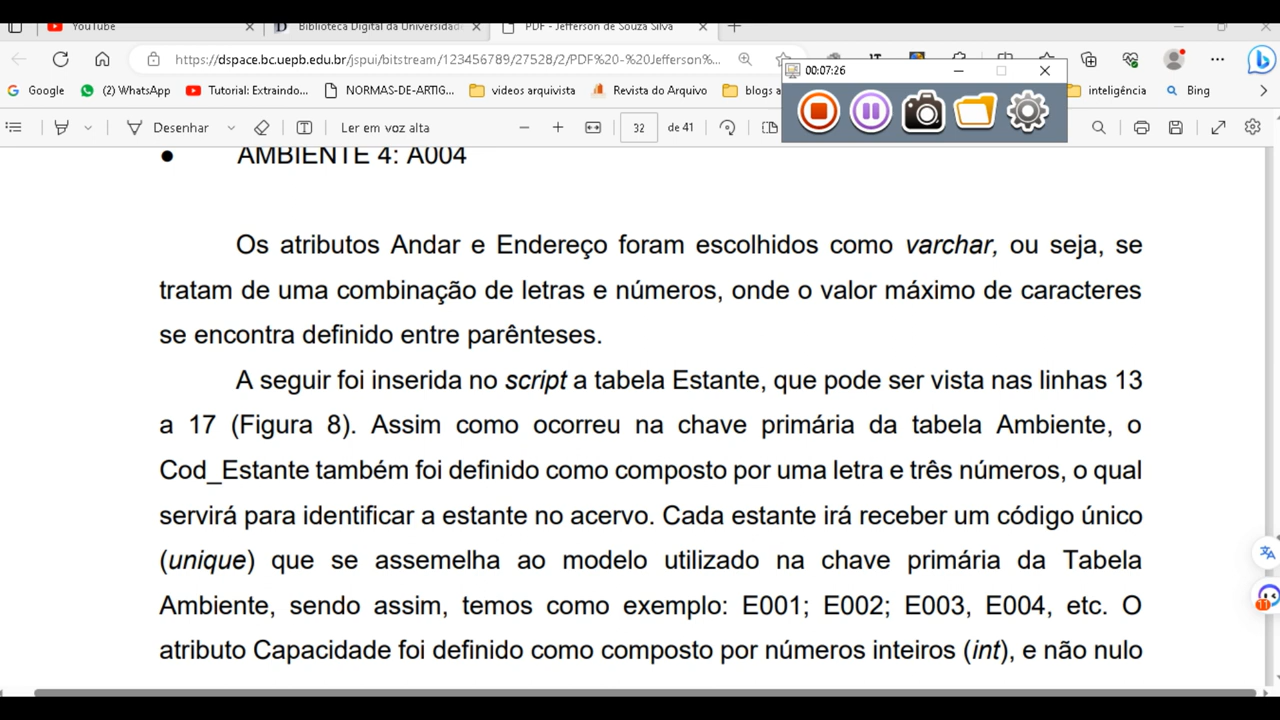 YouTube
Biblioteca Digital da Universidade
PDF - Jefferson de Souza Silva
https://dspace.bc.uepb.edu.br/jspui/bitstream/123456789/27528/2/PDF%20-%20Jefferson%...
00:07:26
Google
(2) WhatsApp
Tutorial: Extraindo...
NORMAS-DE-ARTIG...
videos arquivista
Revista do Arquivo
blogs a
inteligência
Bing
Desenhar
Ler em voz alta
32
de 41
● AMBIENTE 4: A004
Os atributos Andar e Endereço foram escolhidos como varchar, ou seja, se
tratam de uma combinação de letras e números, onde o valor máximo de caracteres
se encontra definido entre parênteses.
A seguir foi inserida no script a tabela Estante, que pode ser vista nas linhas 13
a 17 (Figura 8). Assim como ocorreu na chave primária da tabela Ambiente, o
Cod_Estante também foi definido como composto por uma letra e três números, o qual
servirá para identificar a estante no acervo. Cada estante irá receber um código único
(unique) que se assemelha ao modelo utilizado na chave primária da Tabela
Ambiente, sendo assim, temos como exemplo: E001; E002; E003, E004, etc. O
atributo Capacidade foi definido como composto por números inteiros (int), e não nulo
11